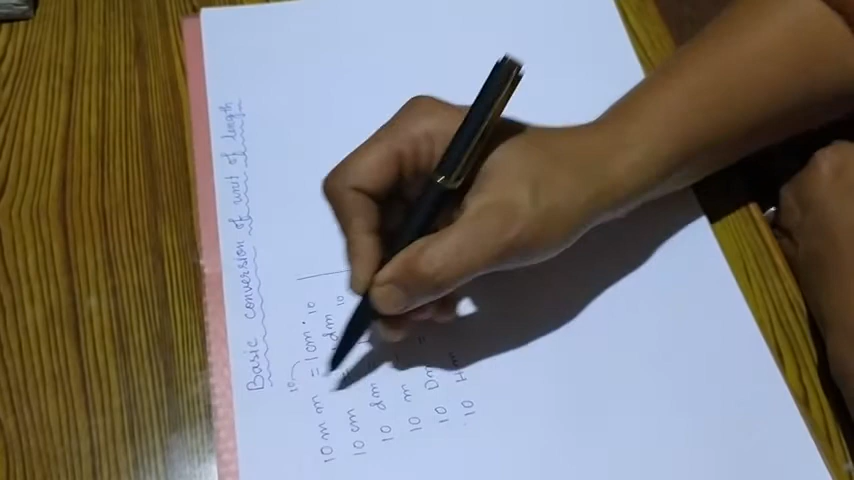 Basic conversion of unit of length
10 mm = 1 cm · 10
10 cm = 1 dm 10
10 dm
10 m
10 Dm
10 Hm